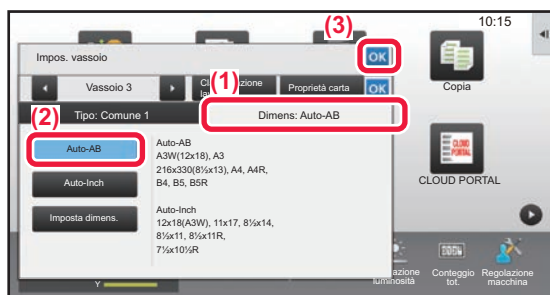 10:15
(3)
Impos. vassoio
OK
Vassoio 3
(1)
Proprietà carta
OK
Copia
(2)
Tipo: Comune 1
Dimens: Auto-AB
Auto-AB
Auto-AB
A3W(12x18), A3
216x330(8½x13), A4, A4R,
B4, B5, B5R
Auto-Inch
Auto-Inch
12x18(A3W), 11x17, 8½x14,
8½x11, 8½x11R,
7½x10½R
Imposta dimens.
CLOUD
PORTAL
CLOUD PORTAL
Y
luminosità
Conteggio
tot.
Regolazione
macchina